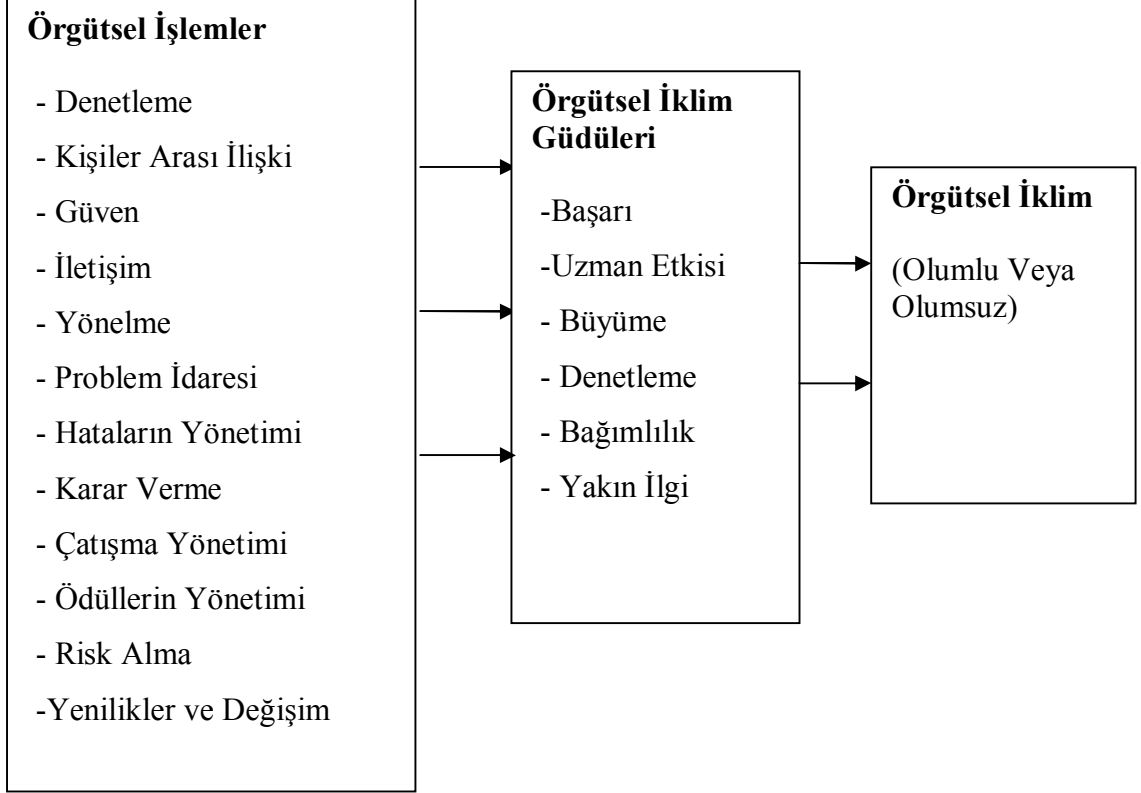 Örgütsel İşlemler
- Denetleme
- Kişiler Arası İlişki
- Güven
- İletişim
- Yönelme
- Problem İdaresi
- Hataların Yönetimi
- Karar Verme
- Çatışma Yönetimi
- Ödüllerin Yönetimi
- Risk Alma
-Yenilikler ve Değişim
Örgütsel İklim
Güdüleri
-Başarı
-Uzman Etkisi
- Büyüme
- Denetleme
- Bağımlılık
- Yakın İlgi
Örgütsel İklim
(Olumlu Veya
Olumsuz)